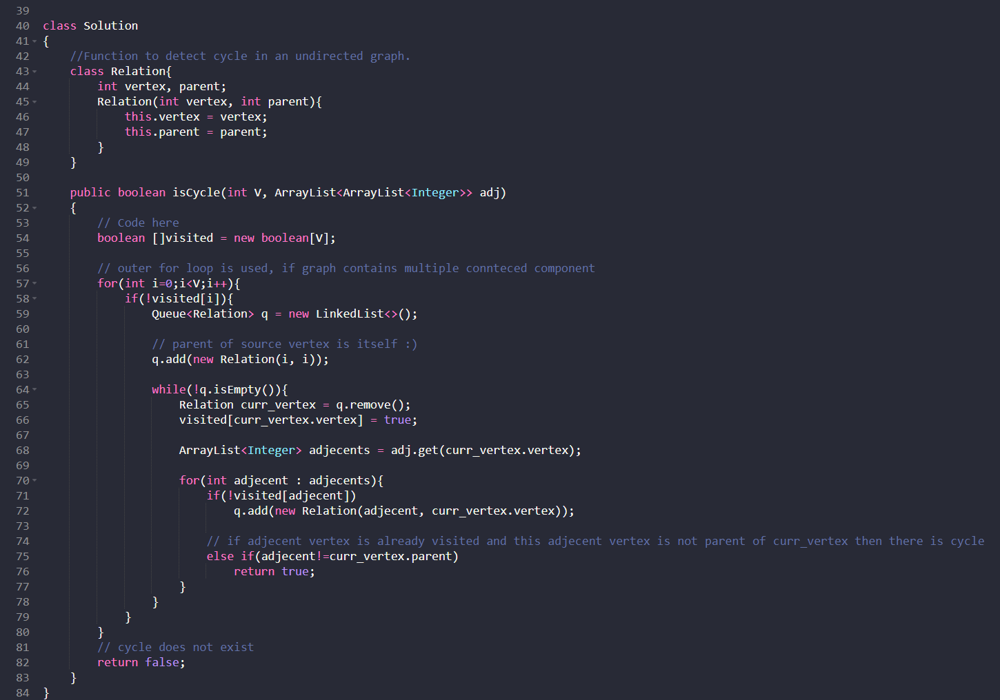 39
40 class Solution
41 {
42     //Function to detect cycle in an undirected graph.
43     class Relation{
44         int vertex, parent;
45         Relation(int vertex, int parent){
46             this.vertex = vertex;
47             this.parent = parent;
48         }
49     }
50
51     public boolean isCycle(int V, ArrayList<ArrayList<Integer>> adj)
52     {
53         // Code here
54         boolean []visited = new boolean[V];
55
56         // outer for loop is used, if graph contains multiple connteced component
57         for(int i=0;i<V;i++){
58             if(!visited[i]){
59                 Queue<Relation> q = new LinkedList<>();
60
61                 // parent of source vertex is itself :)
62                 q.add(new Relation(i, i));
63
64                 while(!q.isEmpty()){
65                     Relation curr_vertex = q.remove();
66                     visited[curr_vertex.vertex] = true;
67
68                     ArrayList<Integer> adjecents = adj.get(curr_vertex.vertex);
69
70                     for(int adjecent : adjecents){
71                         if(!visited[adjecent])
72                             q.add(new Relation(adjecent, curr_vertex.vertex));
73
74                         // if adjecent vertex is already visited and this adjecent vertex is not parent of curr_vertex then there is cycle
75                         else if(adjecent!=curr_vertex.parent)
76                             return true;
77                     }
78                 }
79             }
80         }
81         // cycle does not exist
82         return false;
83     }
84 }